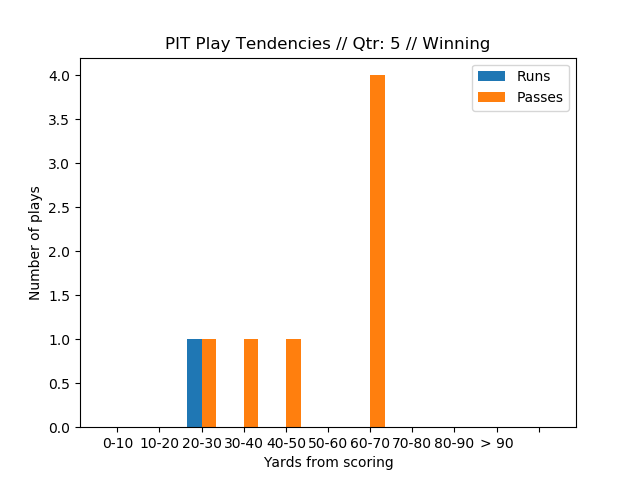 PIT Play Tendencies // Qtr: 5 // Winning
Runs
Passes
Number of plays
4.0
3.5
3.0
2.5
2.0
1.5
1.0
0.5
0.0
0-10 10-20 20-30 30-40 40-50 50-60 60-70 70-80 80-90 > 90
Yards from scoring